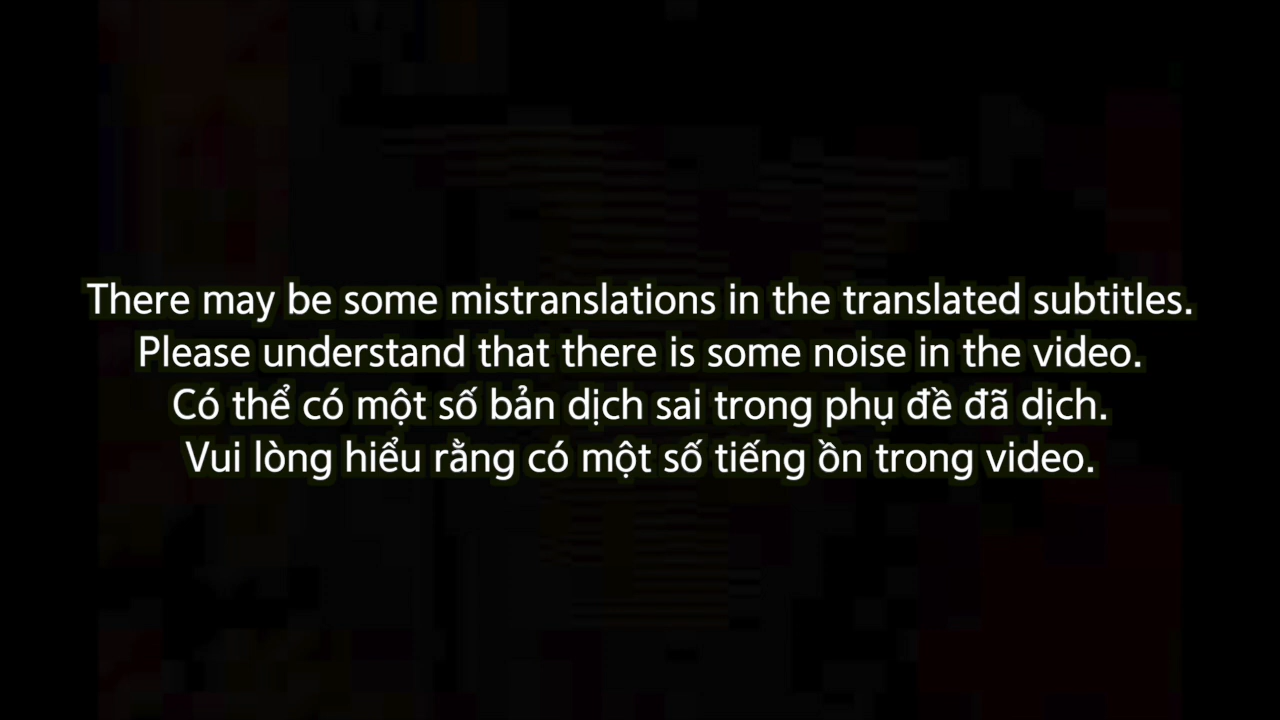 There may be some mistranslations in the translated subtitles.
Please understand that there is some noise in the video.
Có thể có một số bản dịch sai trong phụ đề đã dịch.
Vui lòng hiểu rằng có một số tiếng ồn trong video.